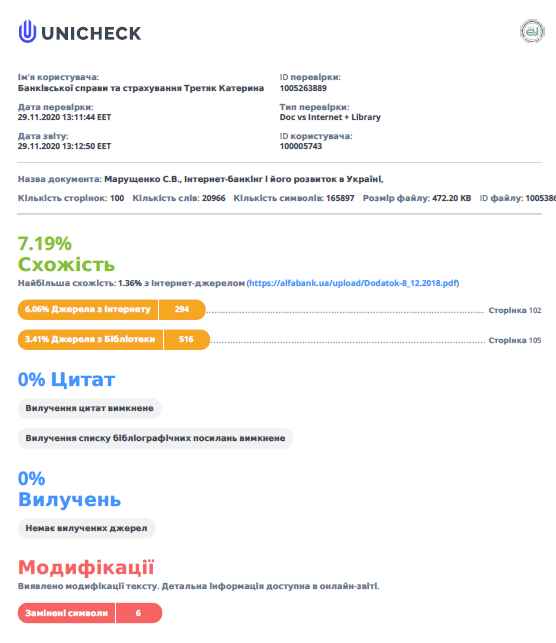 UNICHECK
Ім'я користувача:
Банківської справи та страхування Третяк Катерина
ID перевірки:
1005263889
Дата перевірки:
29.11.2020 13:11:44 EET
Тип перевірки:
Doc vs Internet + Library
Дата звіту:
29.11.2020 13:12:50 EET
ID користувача:
100005743
Назва документа: Марущенко С.В., Інтернет-банкінг і його розвиток в Україні,
Кількість сторінок: 100 Кількість слів: 20966 Кількість символів: 165897 Розмір файлу: 472.20 KB ID файлу: 1005386
7.19%
Схожість
Найбільша схожість: 1.36% з Інтернет-джерелом (https://alfabank.ua/upload/Dodatok-8_12.2018.pdf)
6.06% Джерела з Інтернету 294 Сторінка 102
3.41% Джерела з Бібліотеки 516 Сторінка 105
0% Цитат
Вилучення цитат вимкнене
Вилучення списку бібліографічних посилань вимкнене
0%
Вилучень
Немає вилучених джерел
Модифікації
Виявлено модифікації тексту. Детальна інформація доступна в онлайн-звіті.
Замінені символи 6